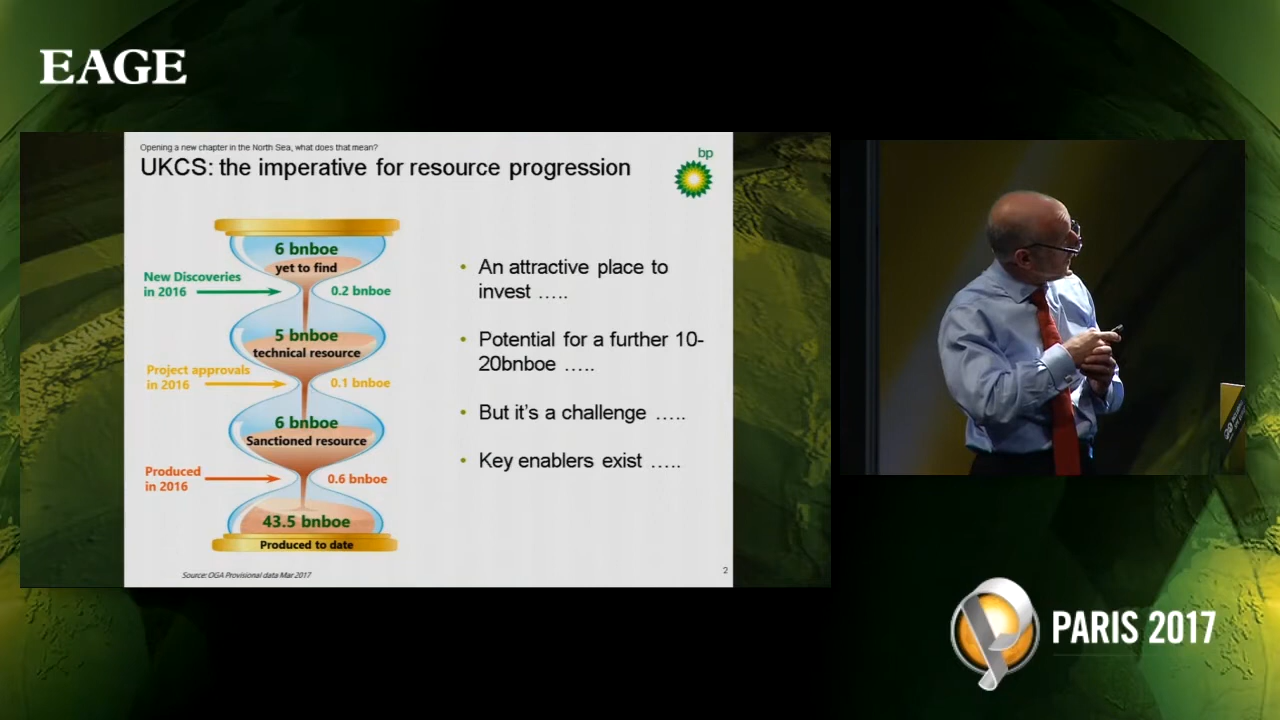 EAGE
Opening a new chapter in the North Sea, what does that mean?
UKCS: the imperative for resource progression
bp
6 bnboe
yet to find
New Discoveries
in 2016
0.2 bnboe
5 bnboe
technical resource
Project approvals
in 2016
0.1 bnboe
6 bnboe
Sanctioned resource
Produced
in 2016
0.6 bnboe
43.5 bnboe
Produced to date
Source: OGA Provisional data Mar 2017
• An attractive place to
invest …..
• Potential for a further 10-
20bnboe …..
• But it's a challenge …..
• Key enablers exist …..
2
PARIS 2017